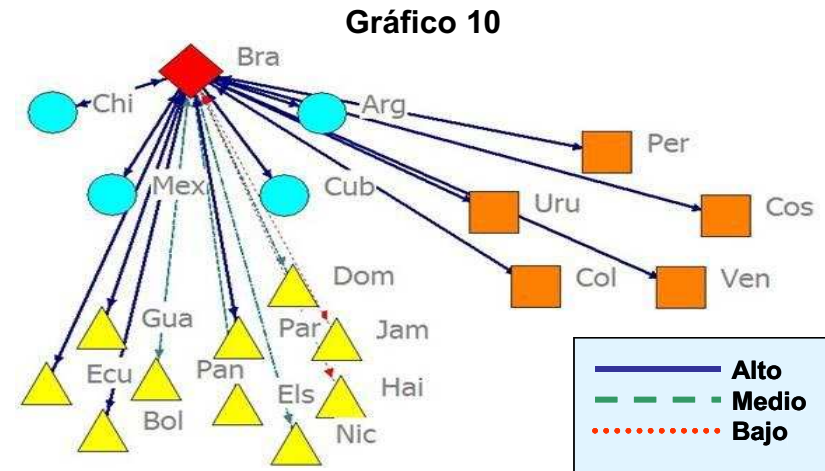 Gráfico 10
Bra
Chi
Arg
Per
Mex
Cub
Uru
Cos
Col
Ven
Dom
Gua
Par
Jam
Ecu
Pan
Els
Hai
Bol
Nic
Alto
Medio
Bajo